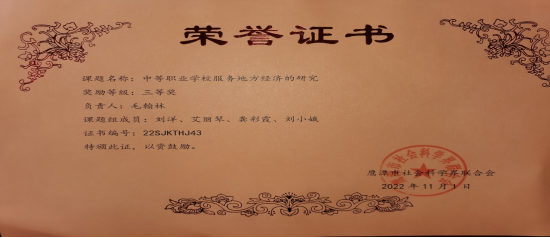 荣誉证书
课题名称：中等职业学校服务地方经济的研究
奖励等级：三等奖
负责人：毛翰林
课题组成员：刘洋、艾丽琴、龚彩霞、刘小娥
证书编号：22SJKTHJ43
特颁此证，以资鼓励。
鹰潭市社会科学界联合会
2022年11月1日